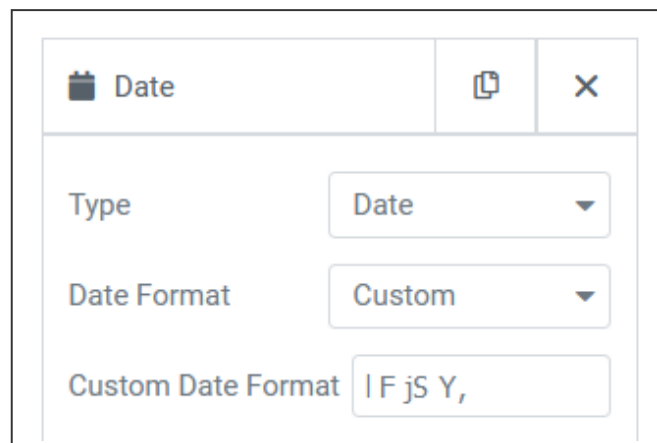 Date
Type Date
Date Format Custom
Custom Date Format l F jS Y,